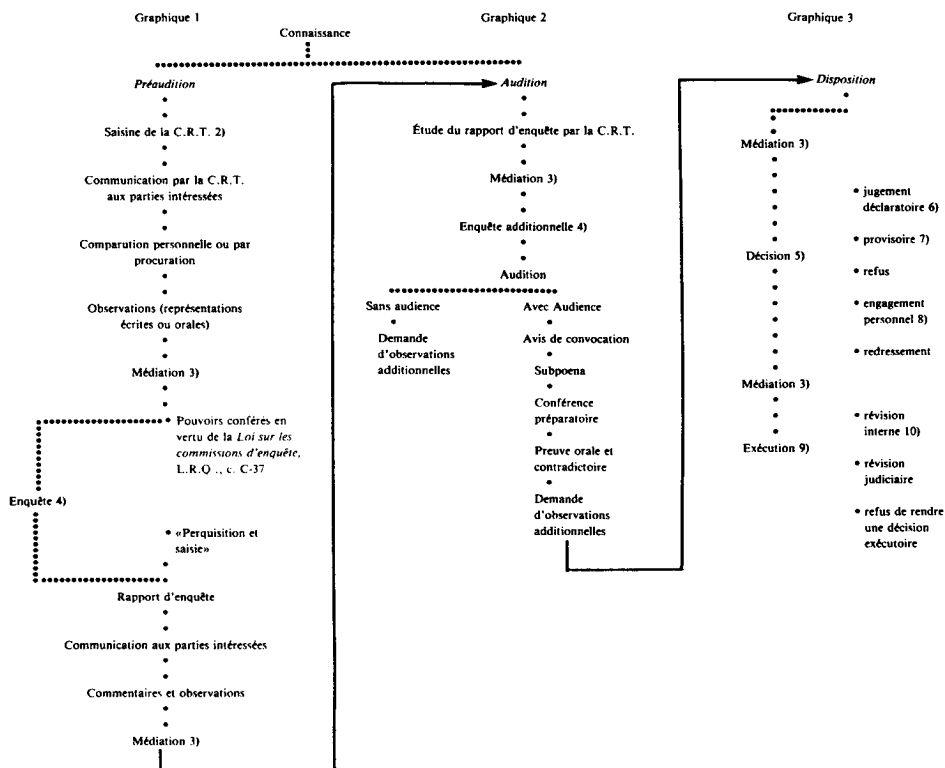 Graphique 1
Connaissance
Préaudition
Saisine de la C.R.T. 2)
Communication par la C.R.T.
aux parties intéressées
Comparution personnelle ou par
procuration
Observations (représentations
écrites ou orales)
Médiation 3)
• Pouvoirs conférés en
vertu de la Loi sur les
commissions d'enquête,
L.R.Q ., c. C-37
Enquête 4)
• «Perquisition et
saisie»
Rapport d'enquête
Communication aux parties intéressées
Commentaires et observations
Médiation 3)
Graphique 2
Audition
Étude du rapport d'enquête par la C.R.T.
Médiation 3)
Enquête additionnelle 4)
Audition
Sans audience
Demande
d'observations
additionnelles
Avec Audience
Avis de convocation
Subpoena
Conférence
préparatoire
Preuve orale et
contradictoire
Demande
d'observations
additionnelles
Graphique 3
Disposition
Médiation 3)
• jugement
déclaratoire 6)
• provisoire 7)
Décision 5)
• refus
• engagement
personnel 8)
• redressement
Médiation 3)
• révision
interne 10)
Exécution 9)
• révision
judiciaire
• refus de rendre
une décision
exécutoire